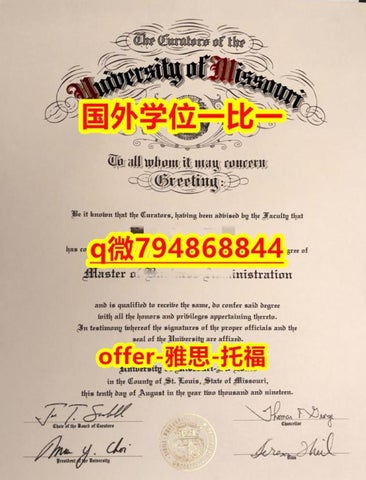 The Curators of the
University of Missouri
国外学位一比一
To all whom it may concern
Greeting:
Be it known that the Curators, having been advised by the Faculty that
q微794868844
has co
egree of
Master of Business Administration
and is qualified to receive the same, do confer said degree
with all the honors and privileges appertaining thereto.
In testimony whereof the signatures of the proper officials and the
seal of the University are affixed.
offer-雅思-托福
University of
in the County of St. Louis, State of Missouri,
this tenth day of August in the year two thousand and nineteen.
Chair of the Board of Curators
Chancellor
President of the University
Dean